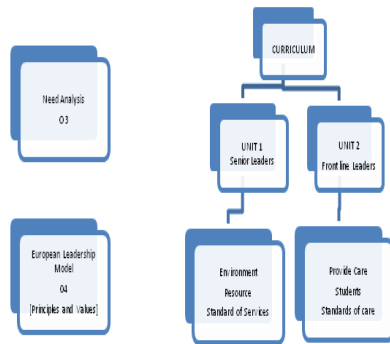 Need Analysis
O3
European Leadership
Model
O4
[Principles and Values]
CURRICULUM
UNIT 1
Senior Leaders
UNIT 2
Front line Leaders
Environment
Resource
Standard of Services
Provide Care
Students
Standards of care